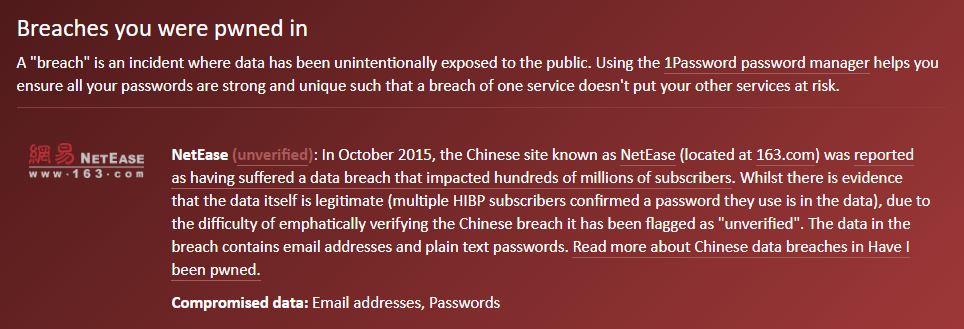 Breaches you were pwned in
A "breach" is an incident where data has been unintentionally exposed to the public. Using the 1Password password manager helps you
ensure all your passwords are strong and unique such that a breach of one service doesn't put your other services at risk.
網易 NETEASE
www·163·com
NetEase (unverified): In October 2015, the Chinese site known as NetEase (located at 163.com) was reported
as having suffered a data breach that impacted hundreds of millions of subscribers. Whilst there is evidence
that the data itself is legitimate (multiple HIBP subscribers confirmed a password they use is in the data), due to
the difficulty of emphatically verifying the Chinese breach it has been flagged as "unverified". The data in the
breach contains email addresses and plain text passwords. Read more about Chinese data breaches in Have I
been pwned.
Compromised data: Email addresses, Passwords